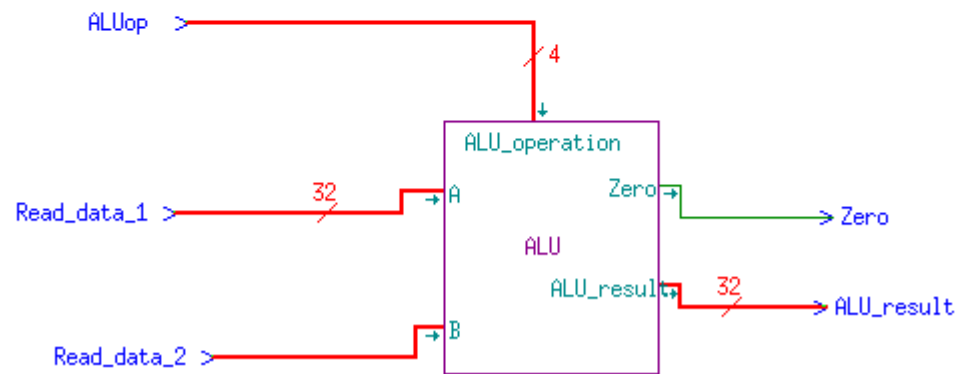 ALUop
4
ALU_operation
32
A
Zero
Read_data_1
Zero
ALU
ALU_result
32
ALU_result
B
Read_data_2